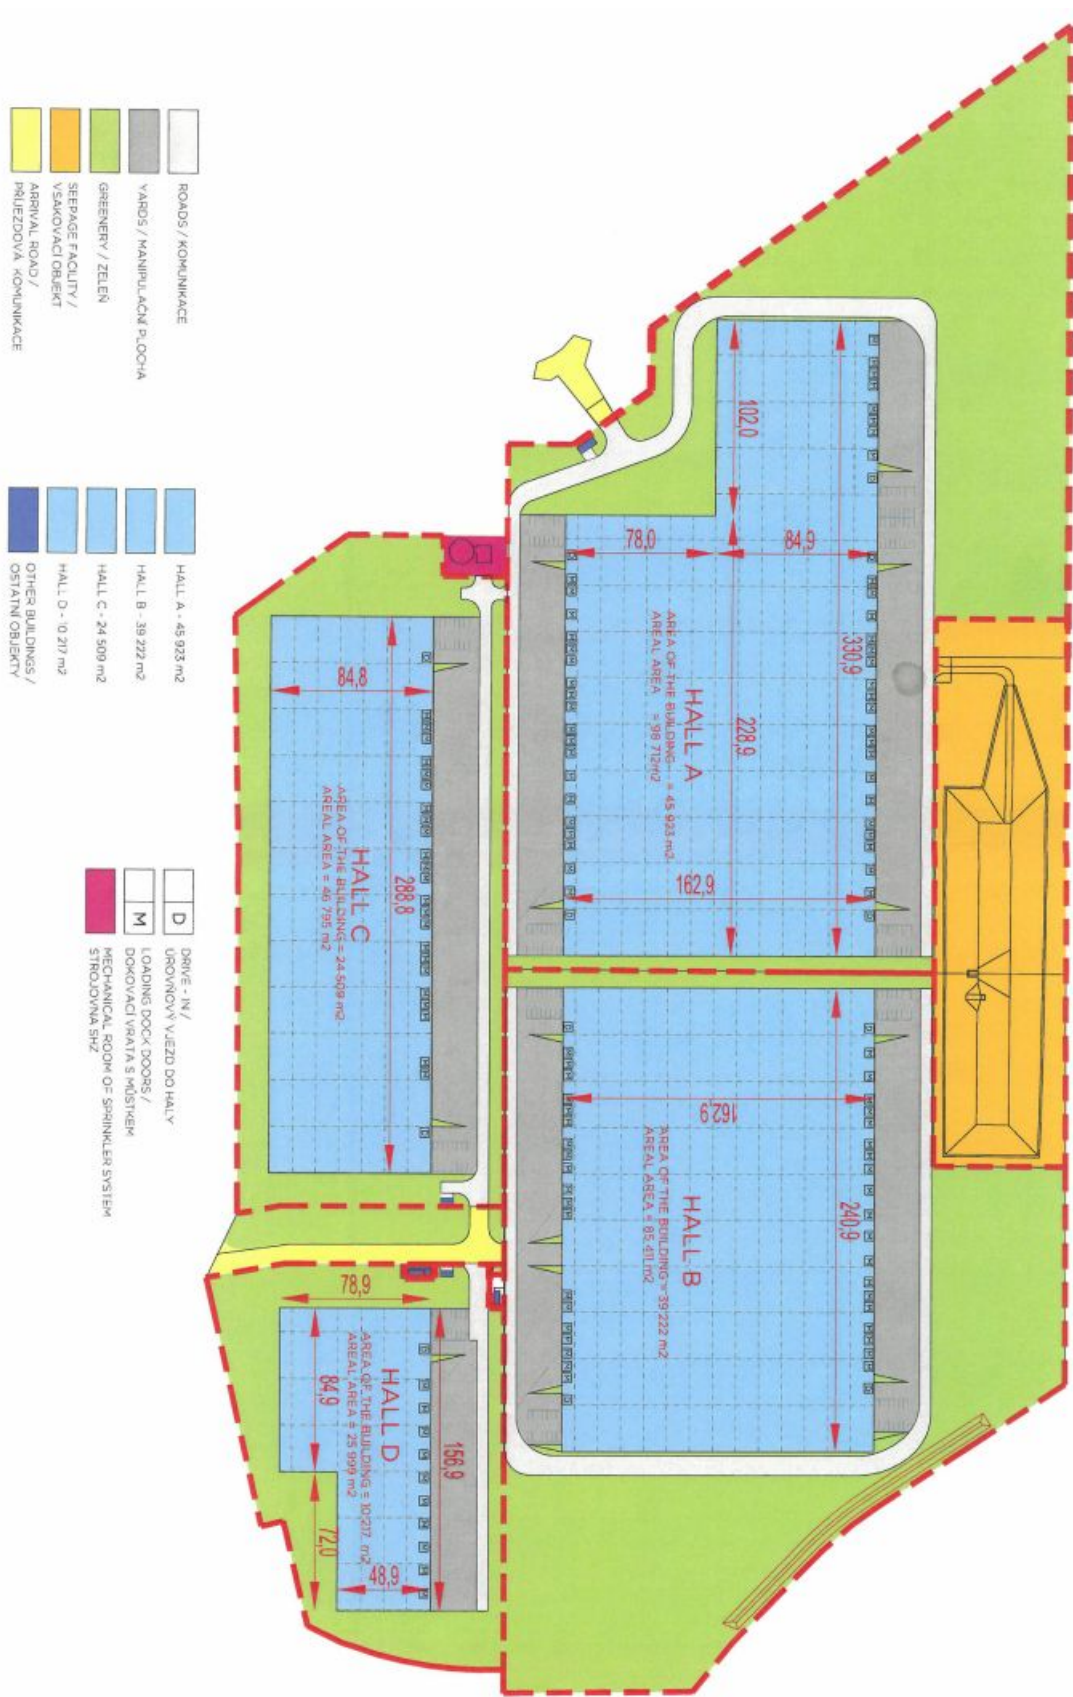 HALL A
AREA OF THE BUILDING = 45 923 m2
AREAL AREA = 98 712m2
330,9
102,0
84,9
78,0
228,9
162,9
HALL B
AREA OF THE BUILDING = 39 222 m2
AREAL AREA = 85 411 m2
240,9
162,9
HALL C
AREA OF THE BUILDING = 24 509 m2
AREAL AREA = 46 795 m2
288,8
84,8
HALL D
AREA OF THE BUILDING = 10 217 m2
AREAL AREA = 25 999 m2
156,9
78,9
84,9
72,0
48,9
ROADS / KOMUNIKACE
YARDS / MANIPULAČNÍ PLOCHA
GREENERY / ZELEŇ
SEEPAGE FACILITY /
VSAKOVACÍ OBJEKT
ARRIVAL ROAD /
PŘÍJEZDOVÁ KOMUNIKACE
HALL A - 45 923 m2
HALL B - 39 222 m2
HALL C - 24 509 m2
HALL D - 10 217 m2
OTHER BUILDINGS /
OSTATNÍ OBJEKTY
D
DRIVE - IN /
ÚROVŇOVÝ VJEZD DO HALY
M
LOADING DOCK DOORS /
DOKOVACÍ VRATA S MŮSTKEM
MECHANICAL ROOM OF SPRINKLER SYSTEM
STROJOVNA SHZ